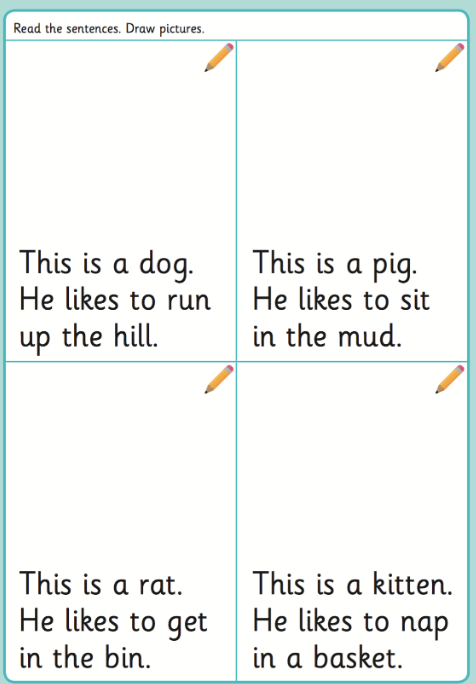 Read the sentences. Draw pictures.
This is a dog.
He likes to run
up the hill.
This is a pig.
He likes to sit
in the mud.
This is a rat.
He likes to get
in the bin.
This is a kitten.
He likes to nap
in a basket.